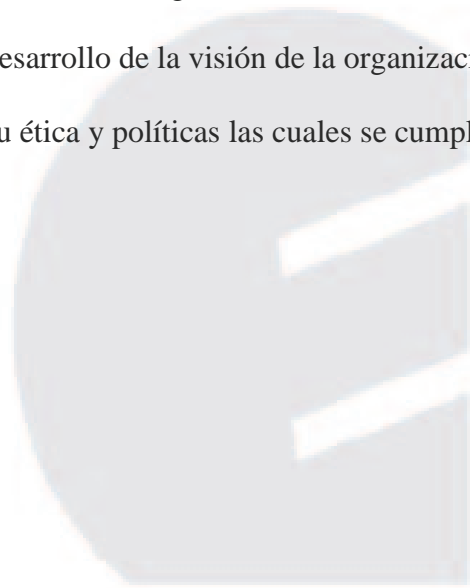 esarrollo de la visión de la organizaci
u ética y políticas las cuales se cumpl